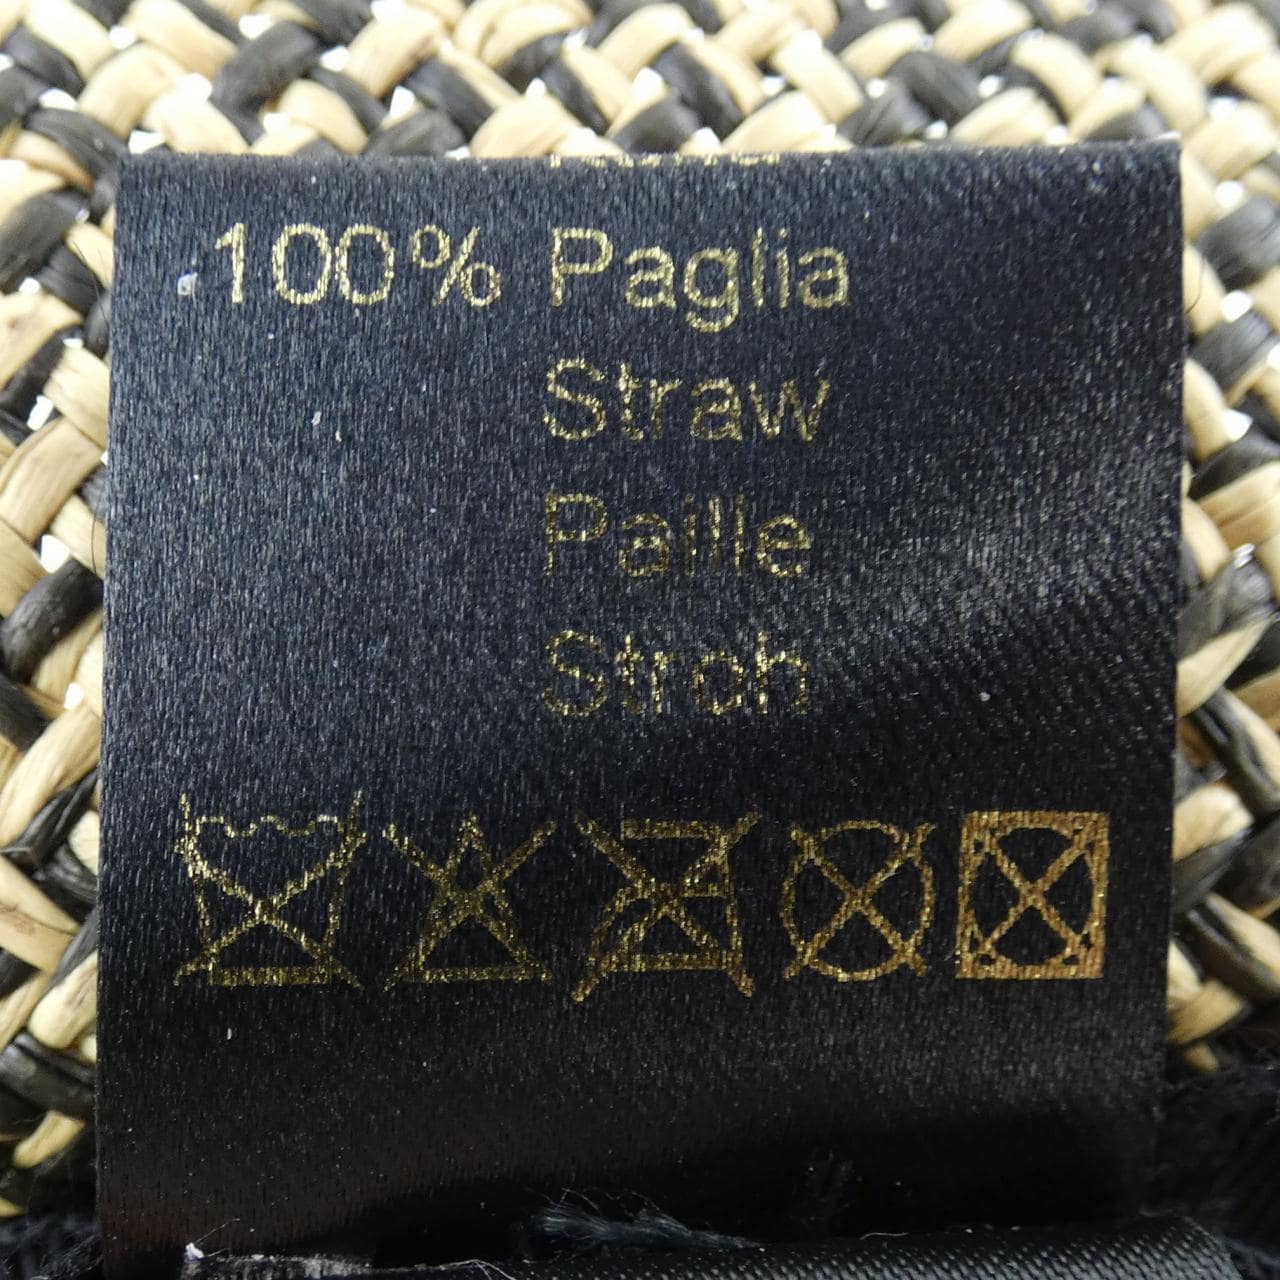 100% Paglia
Straw
Paille
Stroh